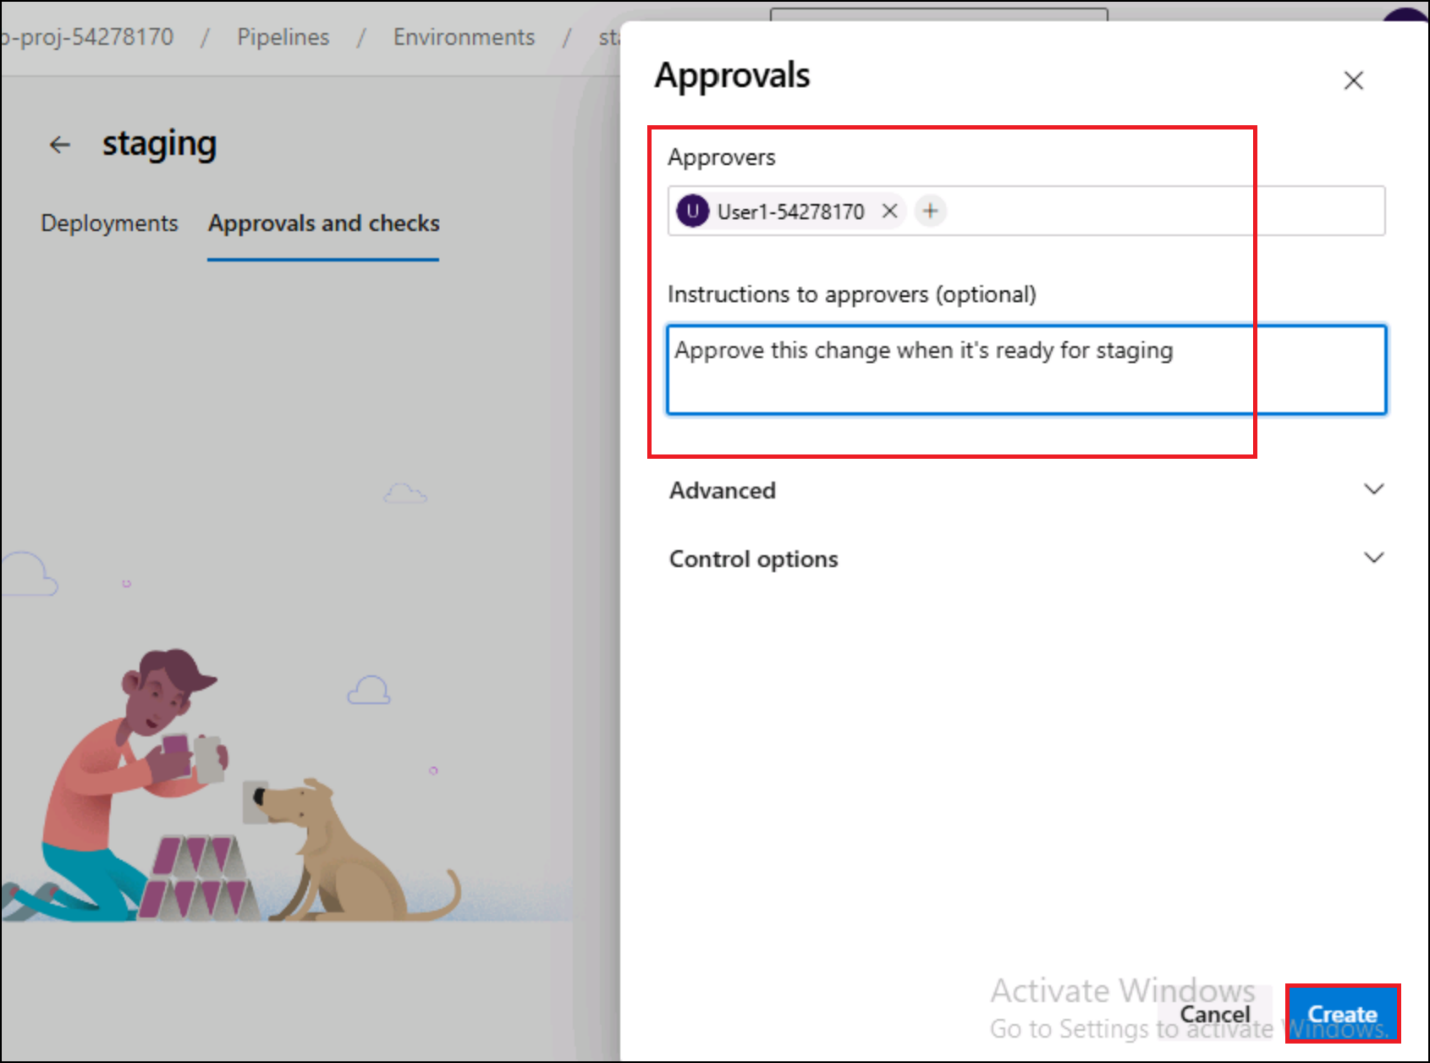 o-proj-54278170 / Pipelines / Environments /
staging
Deployments Approvals and checks
Approvals
Approvers
U User1-54278170
Instructions to approvers (optional)
Approve this change when it's ready for staging
Advanced
Control options
Activate Windows
Go to Settings to activate Windows.
Cancel Create